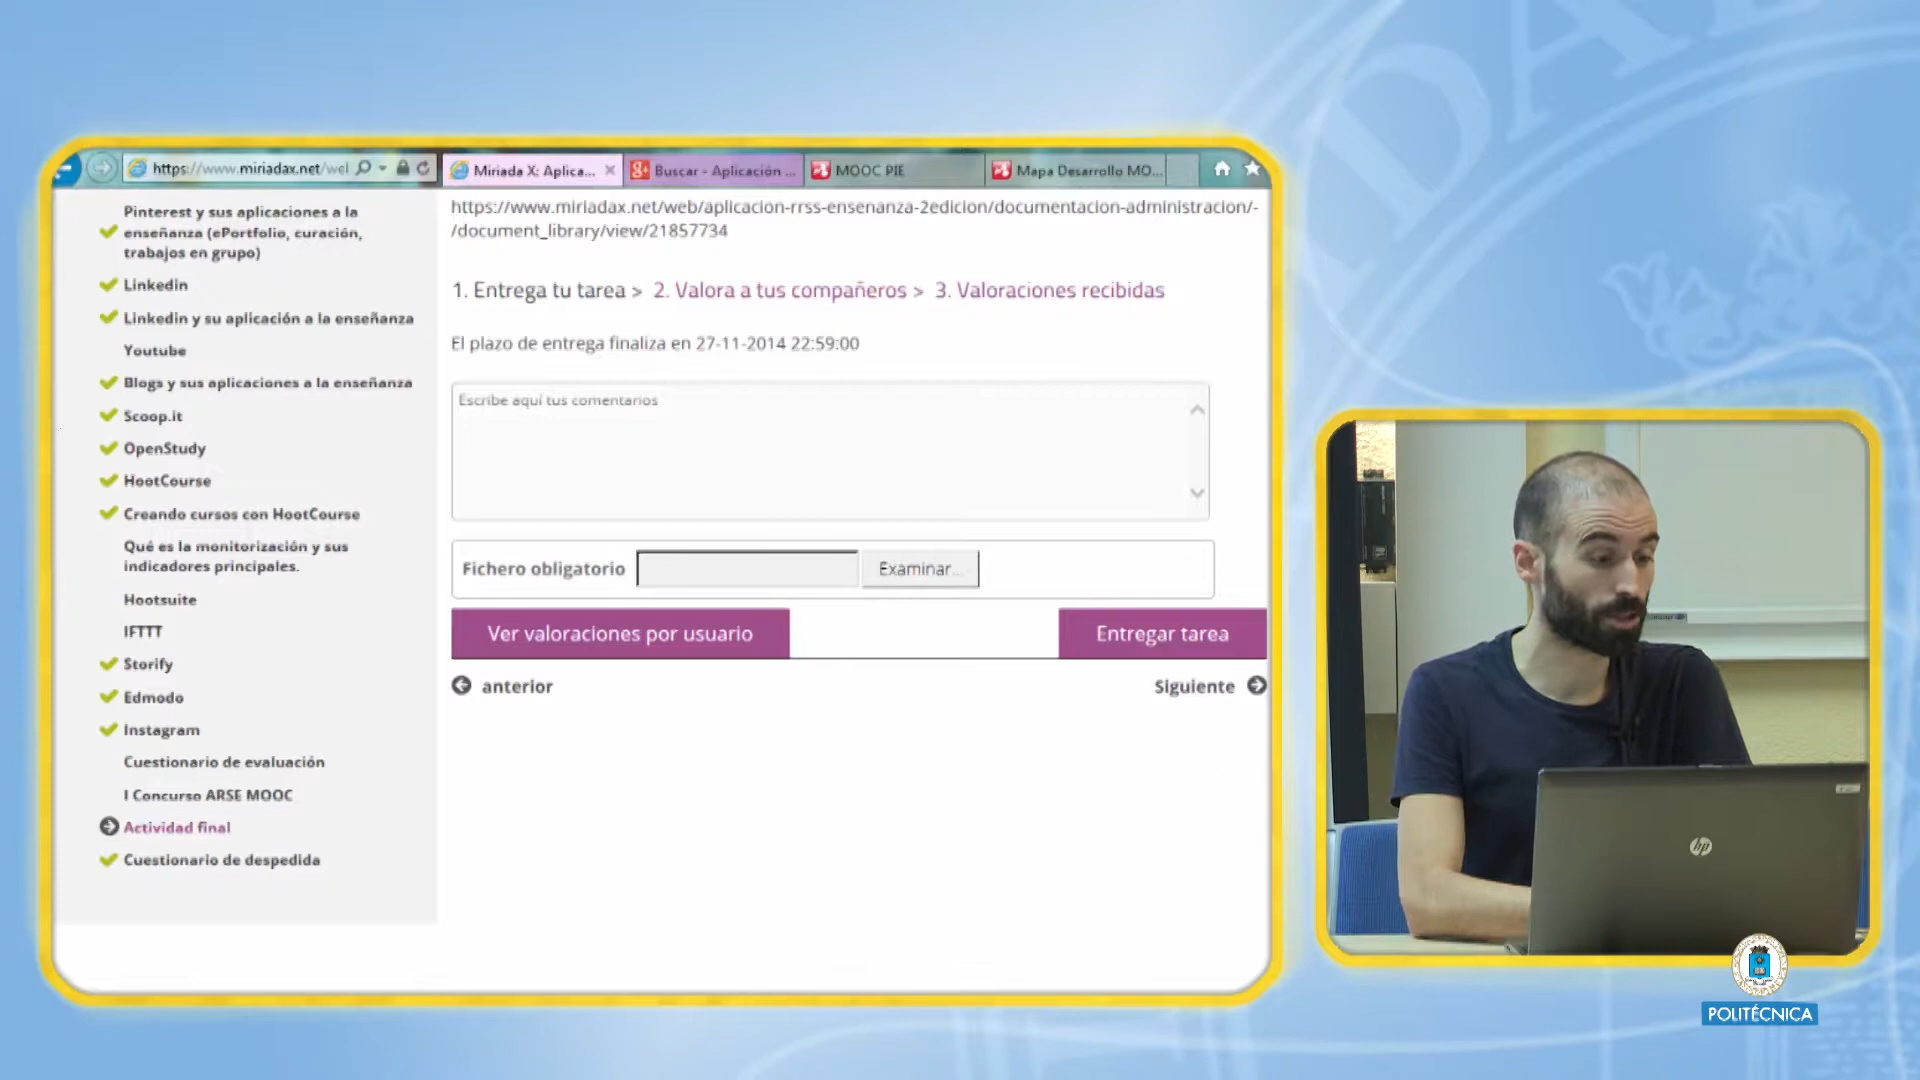 https://www.miriadax.net/wel
Miriada X: Aplica...
Buscar - Aplicación ...
MOOC PIE
Mapa Desarrollo MO...
Pinterest y sus aplicaciones a la
enseñanza (ePortfolio, curación,
trabajos en grupo)
Linkedin
Linkedin y su aplicación a la enseñanza
Youtube
Blogs y sus aplicaciones a la enseñanza
Scoop.it
OpenStudy
HootCourse
Creando cursos con HootCourse
Qué es la monitorización y sus
indicadores principales.
Hootsuite
IFTTT
Storify
Edmodo
Instagram
Cuestionario de evaluación
I Concurso ARSE MOOC
Actividad final
Cuestionario de despedida
https://www.miriadax.net/web/aplicacion-rrss-ensenanza-2edicion/documentacion-administracion/-
/document_library/view/21857734
1. Entrega tu tarea > 2. Valora a tus compañeros > 3. Valoraciones recibidas
El plazo de entrega finaliza en 27-11-2014 22:59:00
Escribe aquí tus comentarios
Fichero obligatorio
Examinar...
Ver valoraciones por usuario
Entregar tarea
anterior
Siguiente
hp
POLITÉCNICA